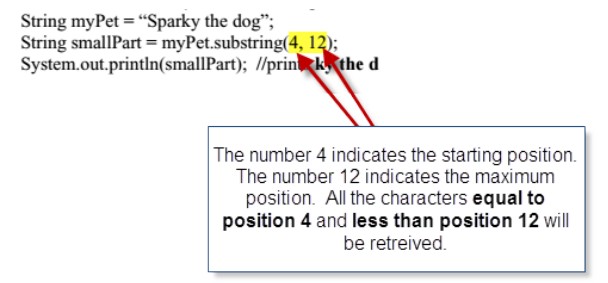 String myPet = “Sparky the dog”;
String smallPart = myPet.substring(4, 12);
System.out.println(smallPart); //prin ky the d
The number 4 indicates the starting position.
The number 12 indicates the maximum
position. All the characters equal to
position 4 and less than position 12 will
be retreived.